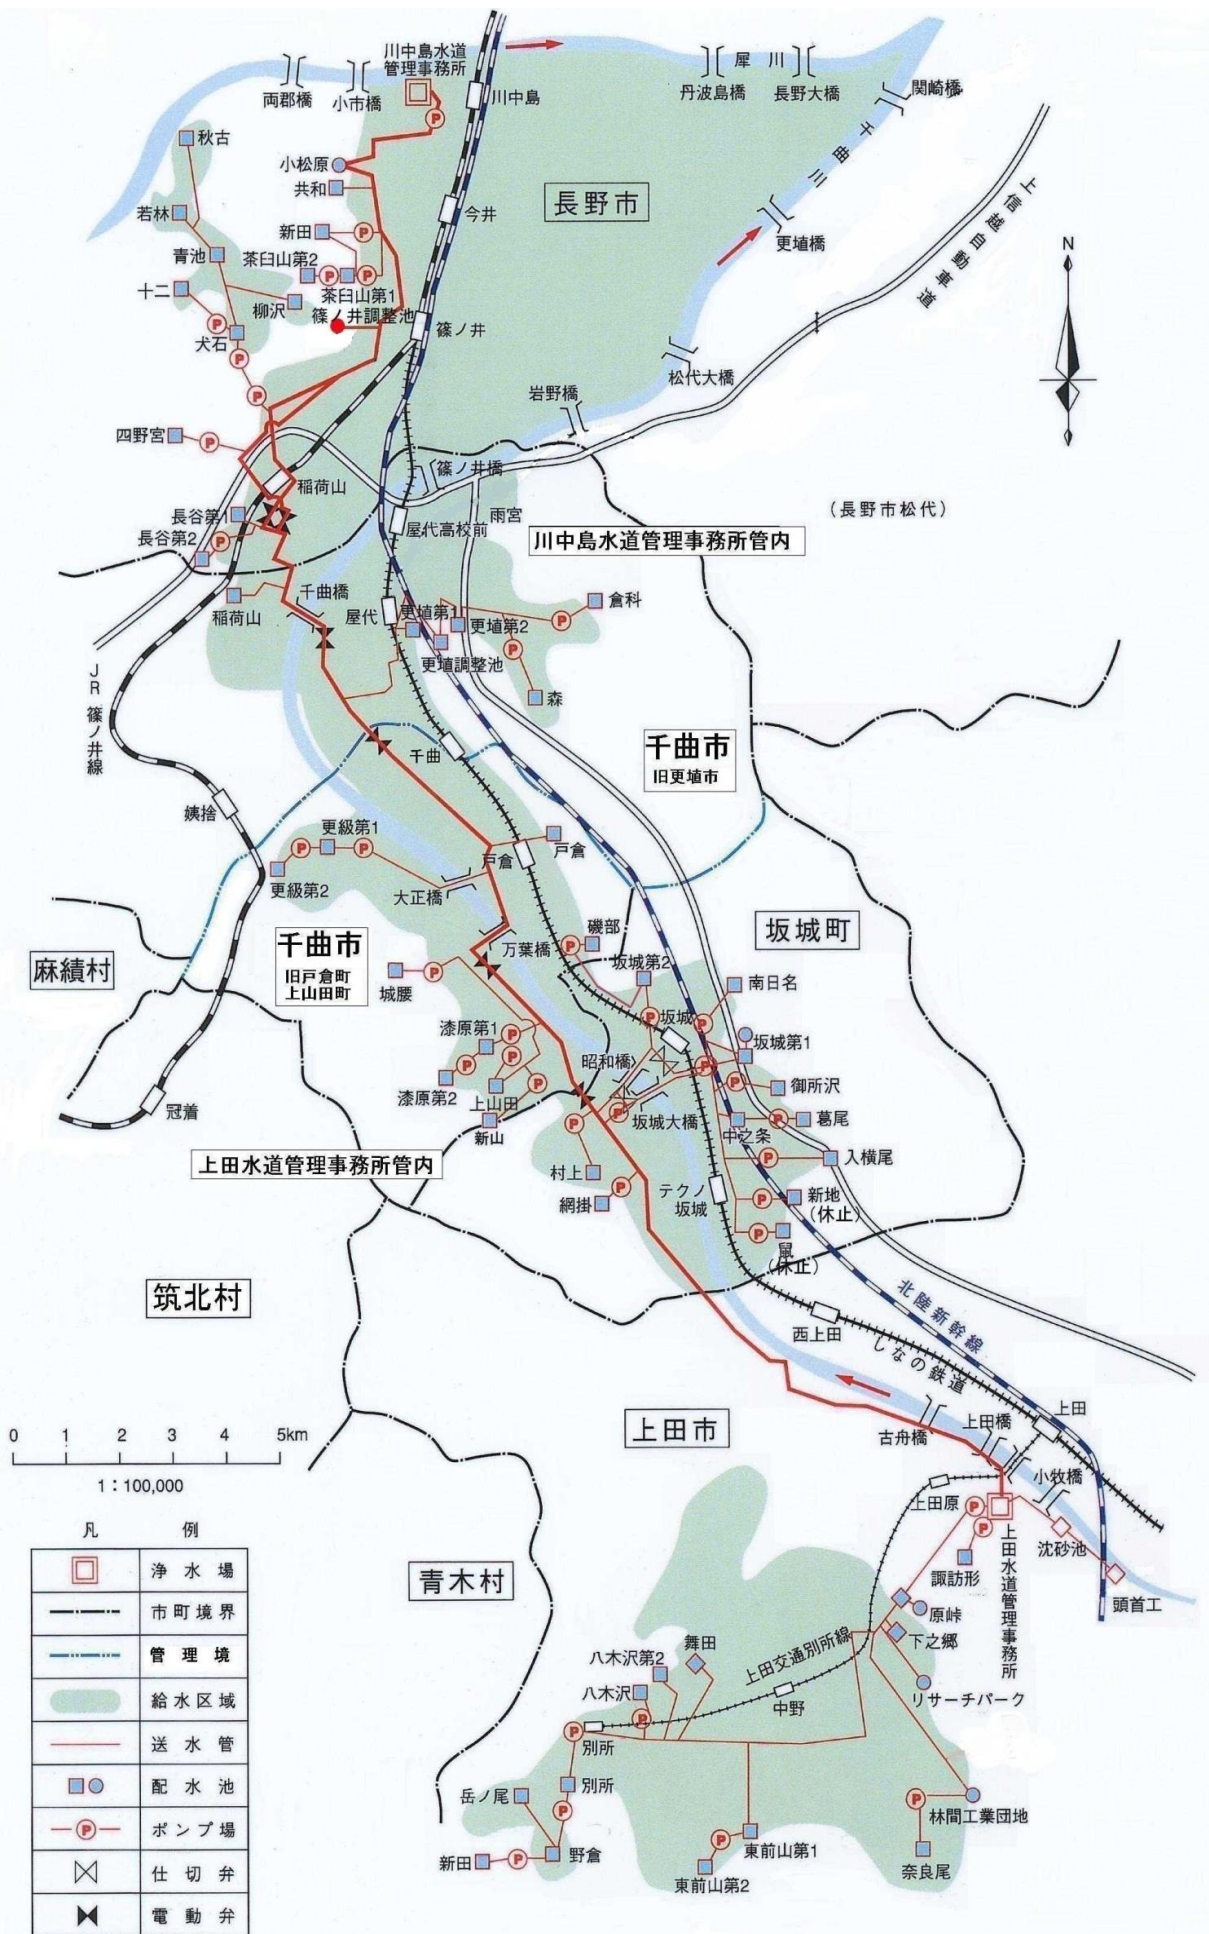 川中島水道
管理事務所
両郡橋
小市橋
川中島
丹波島橋
犀川
長野大橋
関崎橋
千曲川
秋古
小松原
共和
長野市
今井
若林
新田
更埴橋
上信越自動車道
N
青池
茶臼山第2
茶臼山第1
十二
柳沢
篠ノ井調整池
篠ノ井
犬石
松代大橋
岩野橋
四野宮
篠ノ井橋
稲荷山
(長野市松代)
長谷第1
屋代高校前
雨宮
川中島水道管理事務所管内
長谷第2
千曲橋
稲荷山
屋代
更埴第1
更埴第2
倉科
更埴調整池
森
JR篠ノ井線
千曲
千曲市
旧更埴市
姨捨
更級第1
戸倉
戸倉
更級第2
大正橋
坂城町
千曲市
旧戸倉町
上山田町
麻績村
万葉橋
磯部
坂城第2
南日名
城腰
坂城
坂城第1
漆原第1
昭和橋
御所沢
漆原第2
上山田
坂城大橋
中之条
葛尾
冠着
新山
上田水道管理事務所管内
村上
入横尾
網掛
テクノ
坂城
新地
(休止)
鼠
(休止)
筑北村
北陸新幹線
西上田
しなの鉄道
上田市
古舟橋
上田橋
上田
0 1 2 3 4 5km
1:100,000
小牧橋
上田原
沈砂池
上田水道管理事務所
諏訪形
頭首工
青木村
原峠
下之郷
リサーチパーク
上田交通別所線
八木沢第2
舞田
八木沢
中野
別所
岳ノ尾
別所
林間工業団地
新田
野倉
東前山第1
東前山第2
奈良尾
凡例
浄水場
市町境界
管理境
給水区域
送水管
配水池
P ポンプ場
仕切弁
電動弁